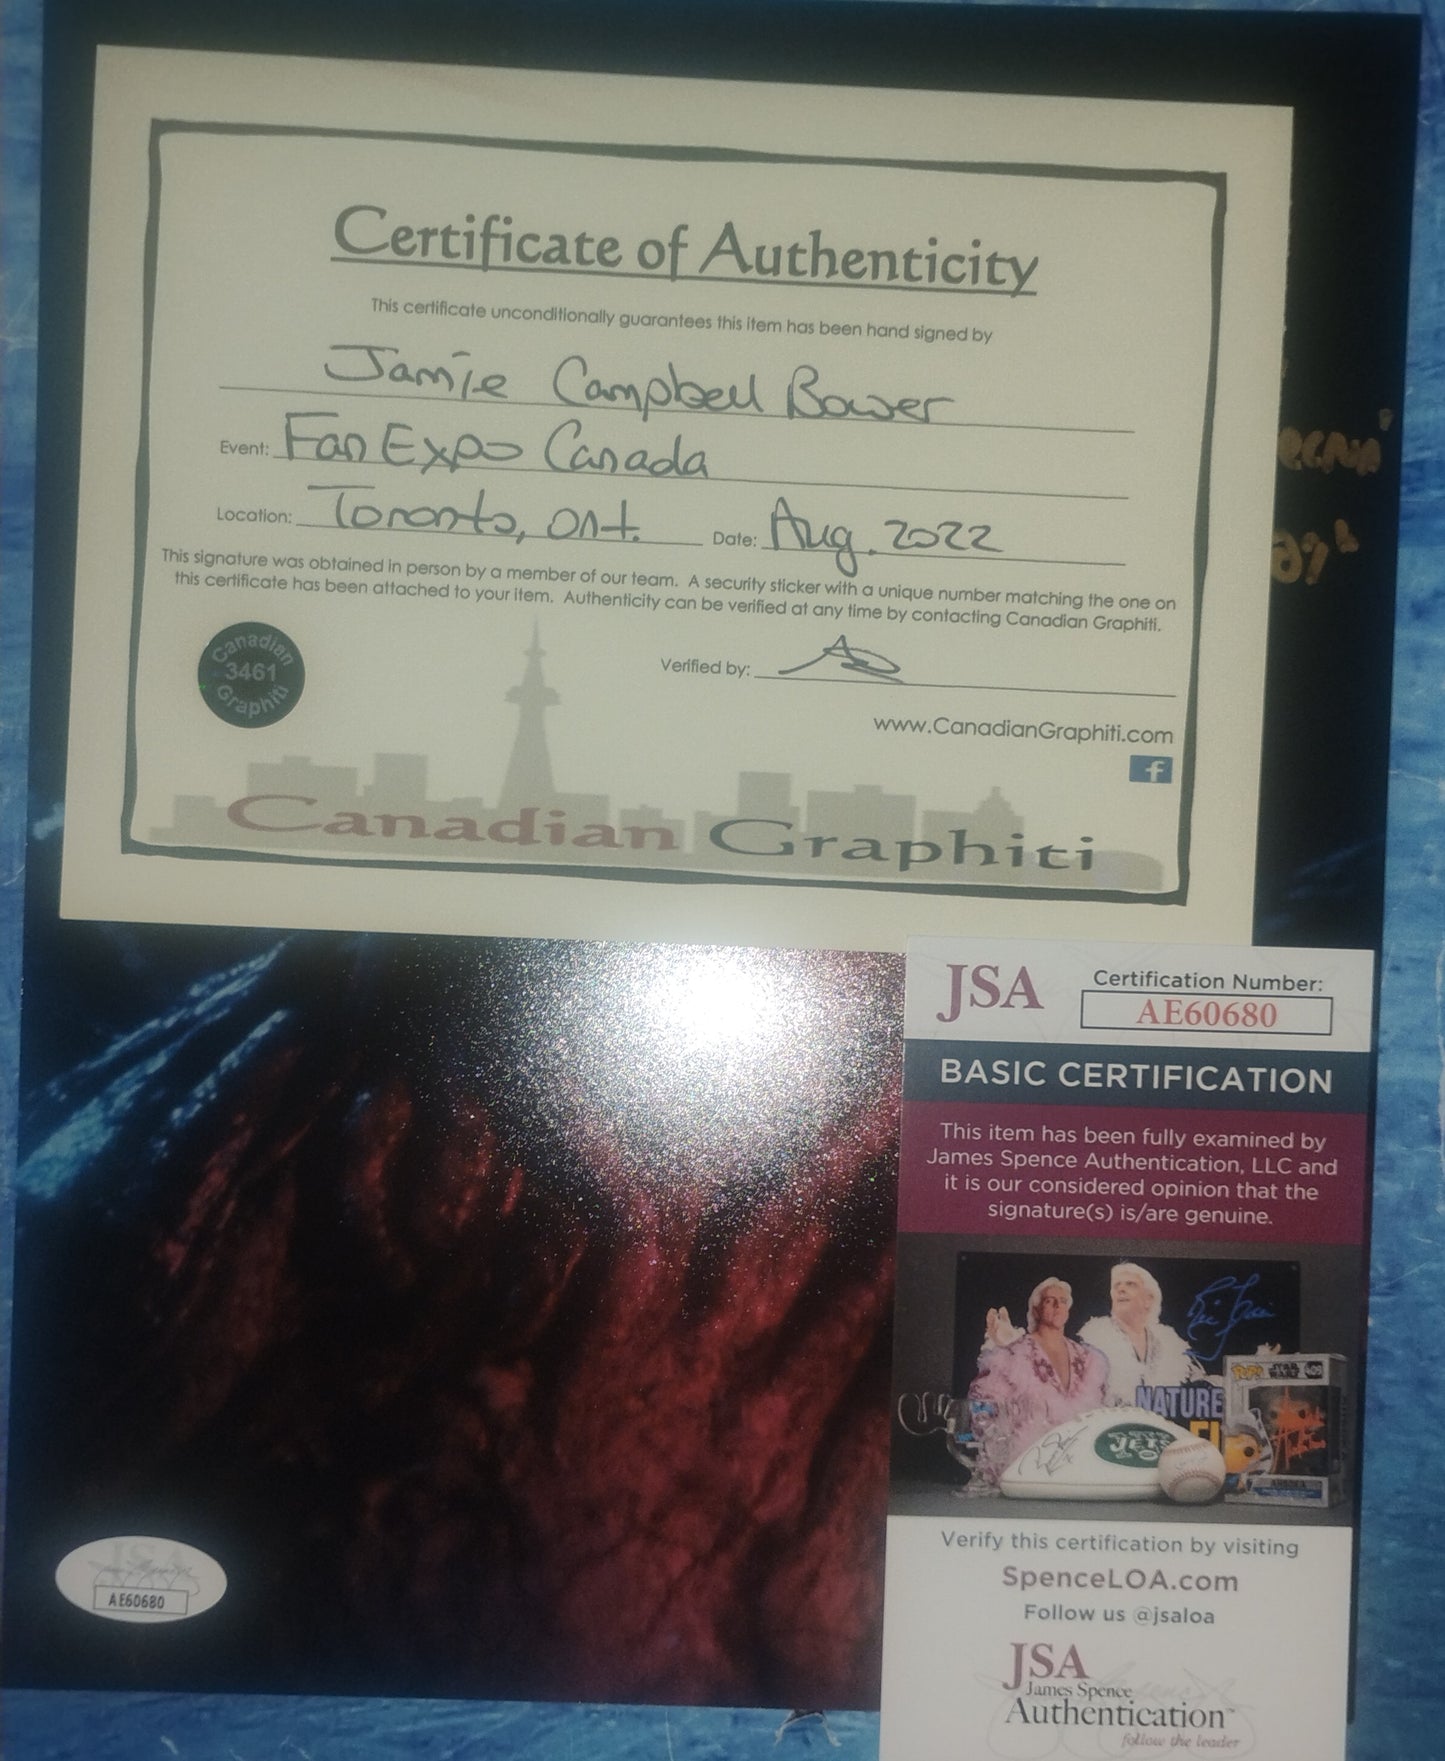 Certificate of Authenticity
This certificate unconditionally guarantees this item has been hand signed by
Jamie Campbell Bower
Event: Fan Expo Canada
Location: Toronto, Ont. Date: Aug. 2022
This signature was obtained in person by a member of our team. A security sticker with a unique number matching the one on
this certificate has been attached to your item. Authenticity can be verified at any time by contacting Canadian Graphiti.
Canadian
3461
Graphiti
Verified by:
www.CanadianGraphiti.com
f
Canadian Graphiti
JSA
Certification Number:
AE60680
BASIC CERTIFICATION
This item has been fully examined by
James Spence Authentication, LLC and
it is our considered opinion that the
signature(s) is/are genuine.
NATURE
JETS
Verify this certification by visiting
SpenceLOA.com
Follow us @jsaloa
JSA
James Spence
Authentication™
follow the leader
JSA
AE60680